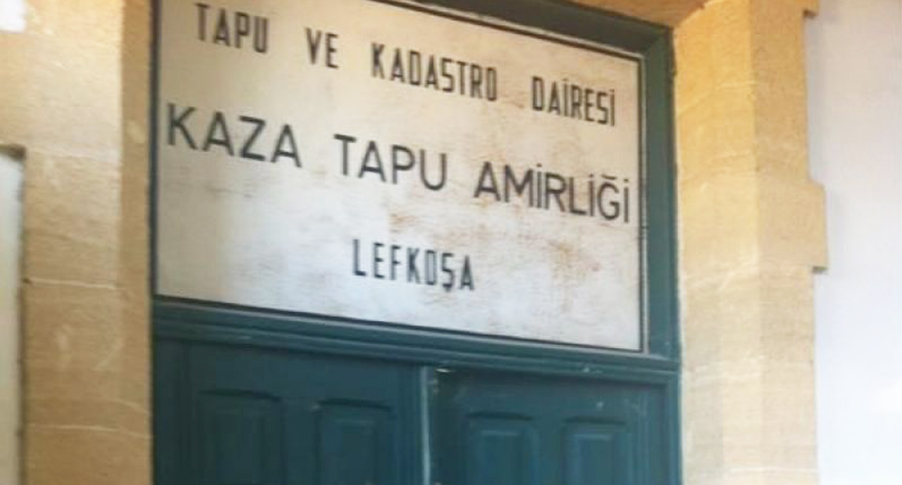 TAPU VE KADASTRO DAİRESİ
KAZA TAPU AMİRLİĞİ
LEFKOŞA